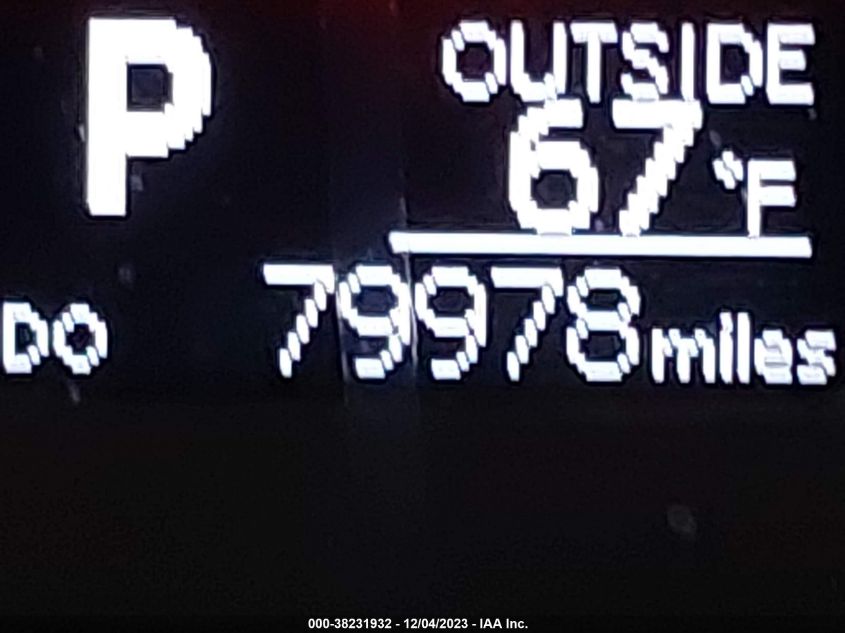 P
OUTSIDE
67°F
DO 79978 miles
000-38231932 - 12/04/2023 - IAA Inc.